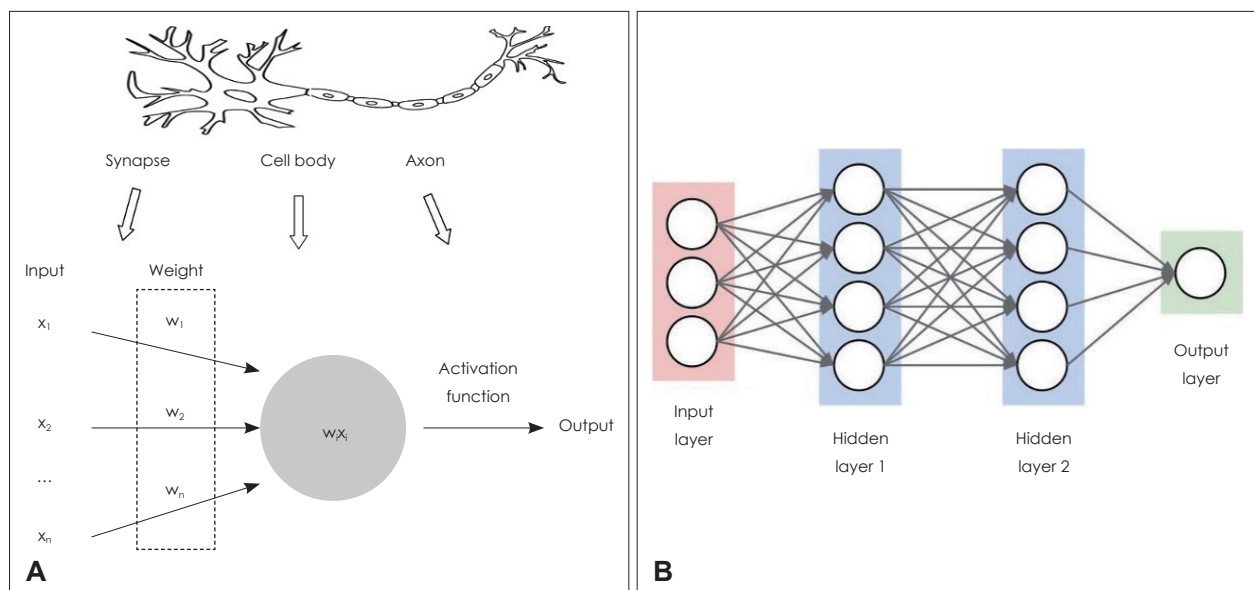 Synapse Cell body Axon
Input Weight
x1 w1
Activation
function
x2 w2 wixi Output
...
wn
xn
A
Input
layer
Hidden
layer 1
Hidden
layer 2
Output
layer
B